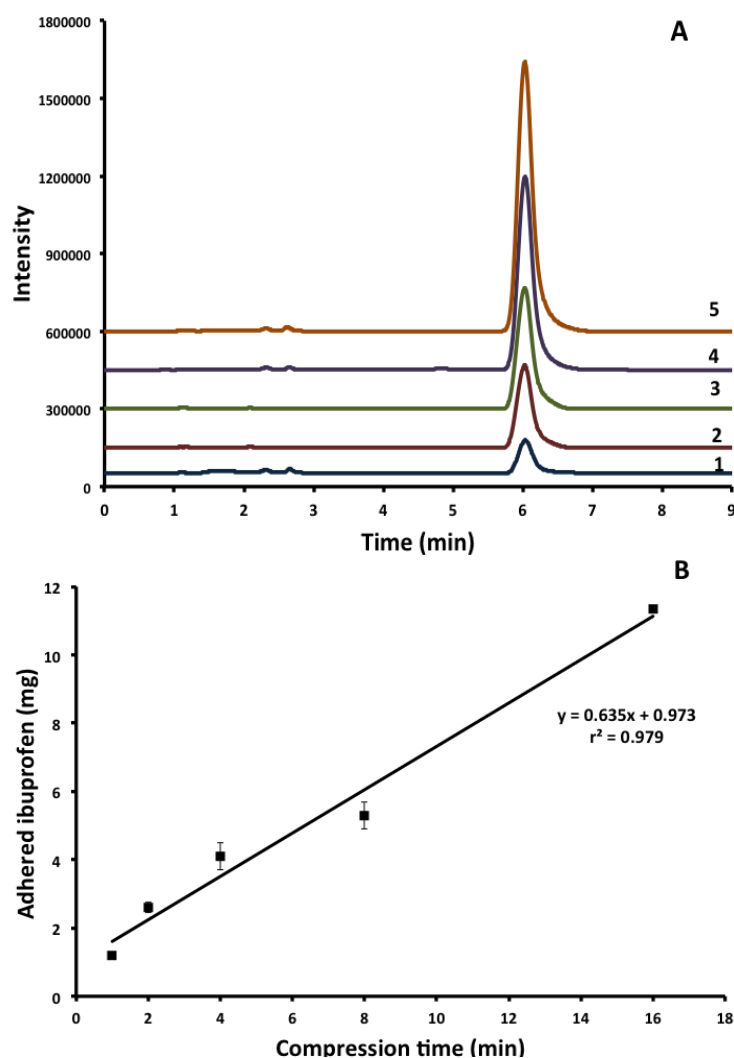 A
1800000
1500000
1200000
900000
600000
300000
0
Intensity
5
4
3
2
1
0 1 2 3 4 5 6 7 8 9
Time (min)
B
12
10
8
6
4
2
0
Adhered ibuprofen (mg)
y = 0.635x + 0.973
r² = 0.979
0 2 4 6 8 10 12 14 16 18
Compression time (min)